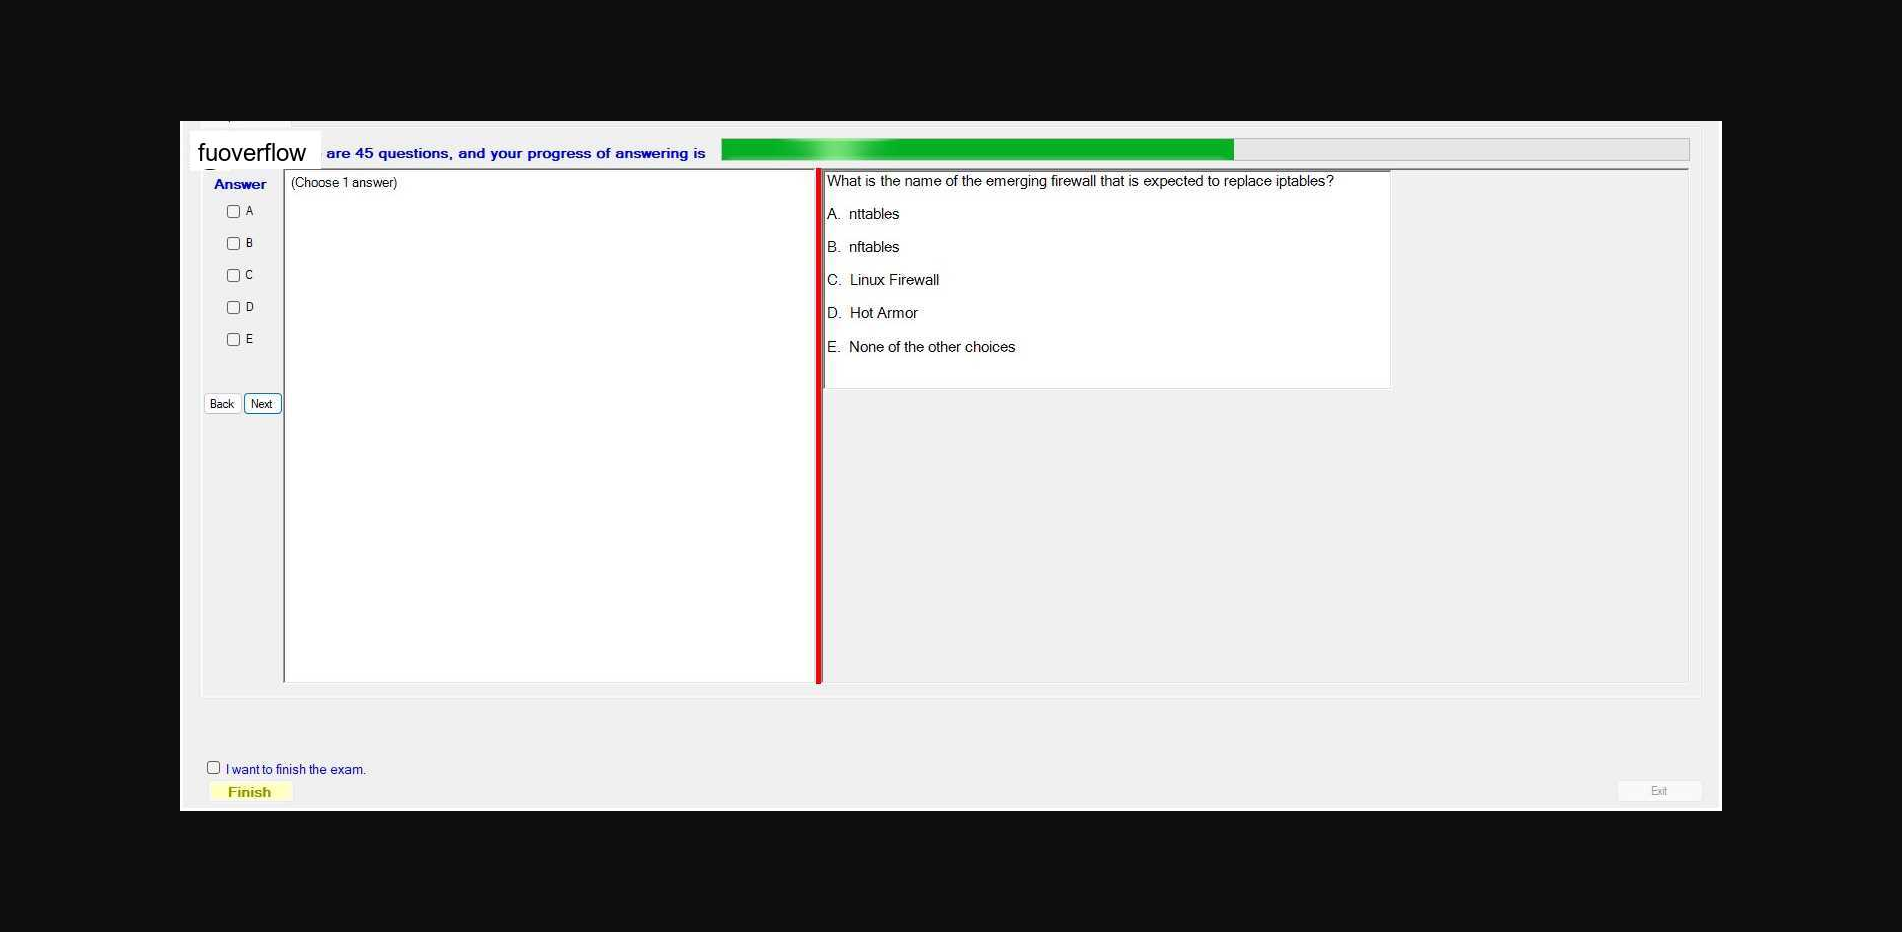 fuoverflow are 45 questions, and your progress of answering is
Answer
(Choose 1 answer)
A
B
C
D
E
Back Next
What is the name of the emerging firewall that is expected to replace iptables?
A. nttables
B. nftables
C. Linux Firewall
D. Hot Armor
E. None of the other choices
I want to finish the exam.
Finish
Exit